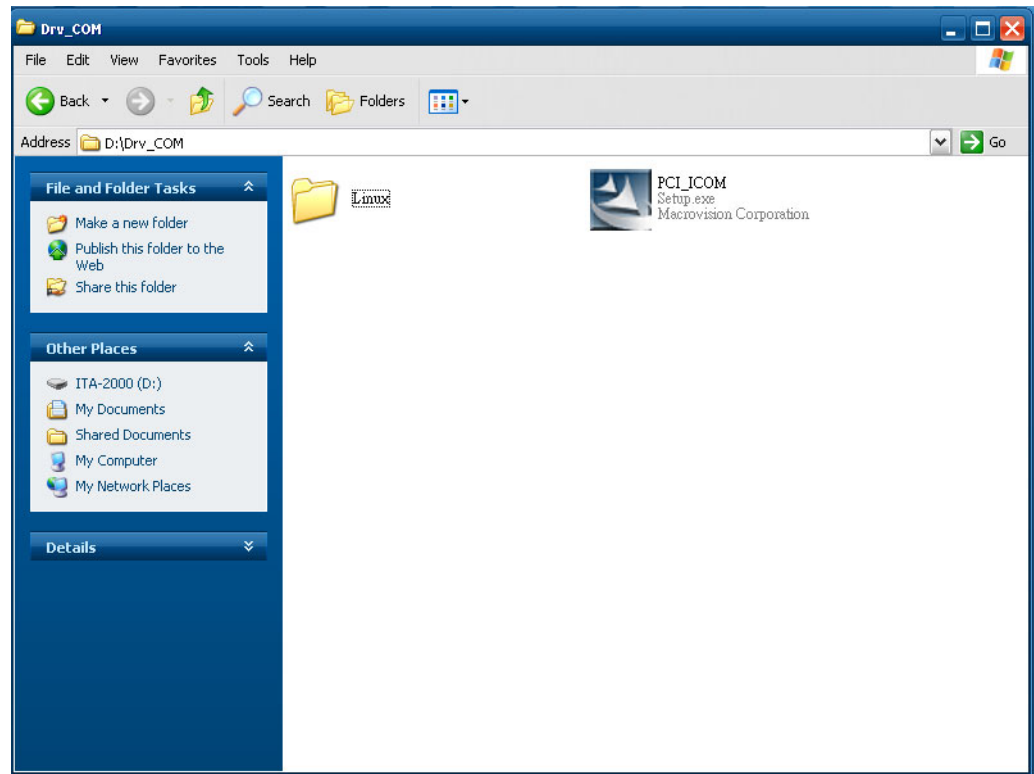 Drv_COM
File Edit View Favorites Tools Help
Back Search Folders
Address D:\Drv_COM Go
File and Folder Tasks
Make a new folder
Publish this folder to the
Web
Share this folder
Other Places
ITA-2000 (D:)
My Documents
Shared Documents
My Computer
My Network Places
Details
Linux
PCI_ICOM
Setup.exe
Macrovision Corporation